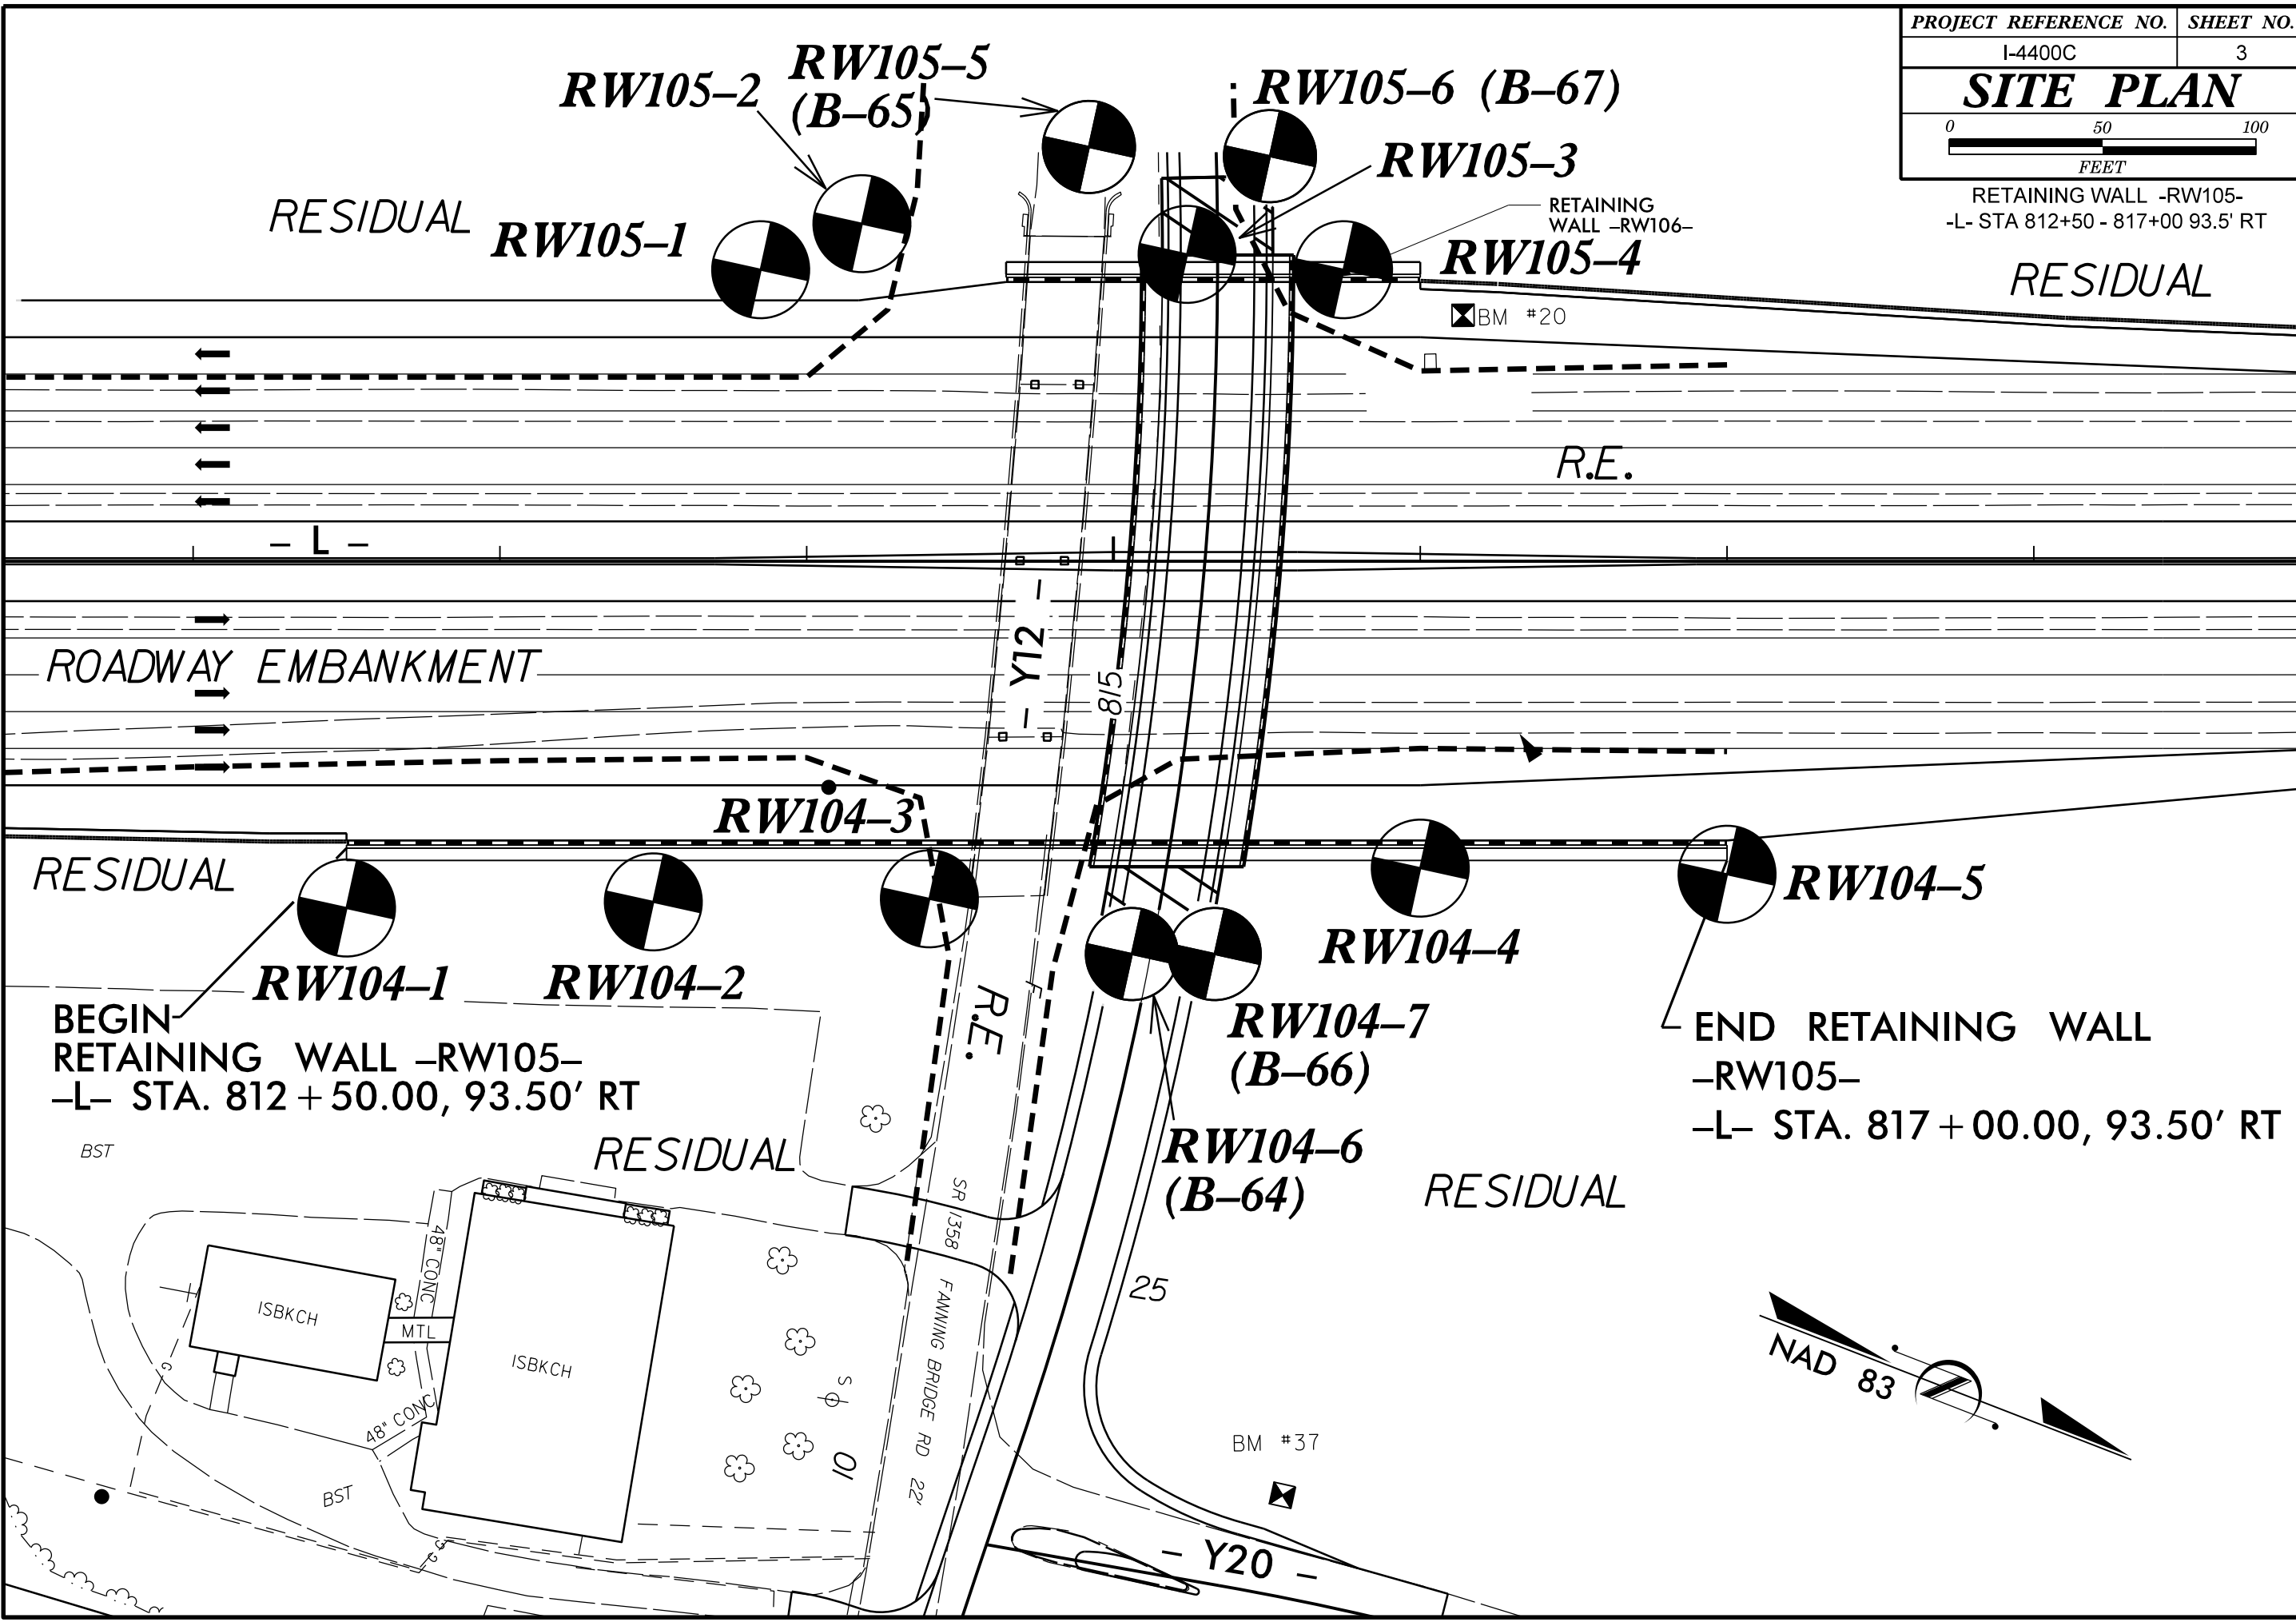 PROJECT REFERENCE NO. SHEET NO.
I-4400C 3
SITE PLAN
0 50 100
FEET
RETAINING WALL -RW105-
-L- STA 812+50 - 817+00 93.5' RT
RW105–2
RW105–5
(B–65)
RW105–6 (B–67)
RW105–3
RETAINING
WALL –RW106–
RESIDUAL
RW105–1
RW105–4
RESIDUAL
BM #20
R.E.
– L –
– Y12 –
815
ROADWAY EMBANKMENT
RW104–3
RESIDUAL
RW104–5
RW104–4
RW104–1
RW104–2
BEGIN
RETAINING WALL –RW105–
–L– STA. 812+50.00, 93.50' RT
R.E.
F
RW104–7
(B–66)
END RETAINING WALL
–RW105–
–L– STA. 817+00.00, 93.50' RT
RW104–6
(B–64)
BST
RESIDUAL
RESIDUAL
SR 1358 FANNING BRIDGE RD 22'
48" CONC
ISBKCH
MTL
ISBKCH
25
G
48" CONC
S
10
BST
G
BM #37
NAD 83
– Y20 –